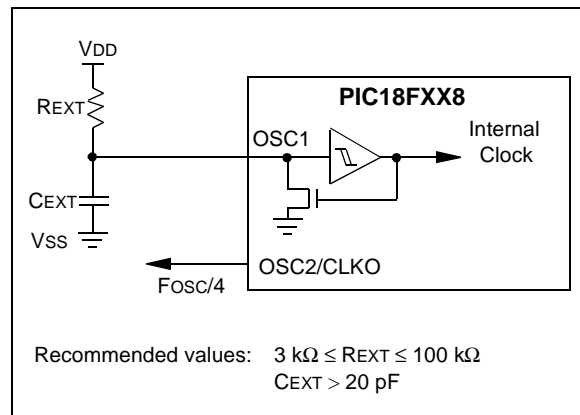 VDD
REXT
PIC18FXX8
OSC1
Internal
Clock
CEXT
VSS
OSC2/CLKO
FOSC/4
Recommended values: 3 kΩ ≤ REXT ≤ 100 kΩ
CEXT > 20 pF